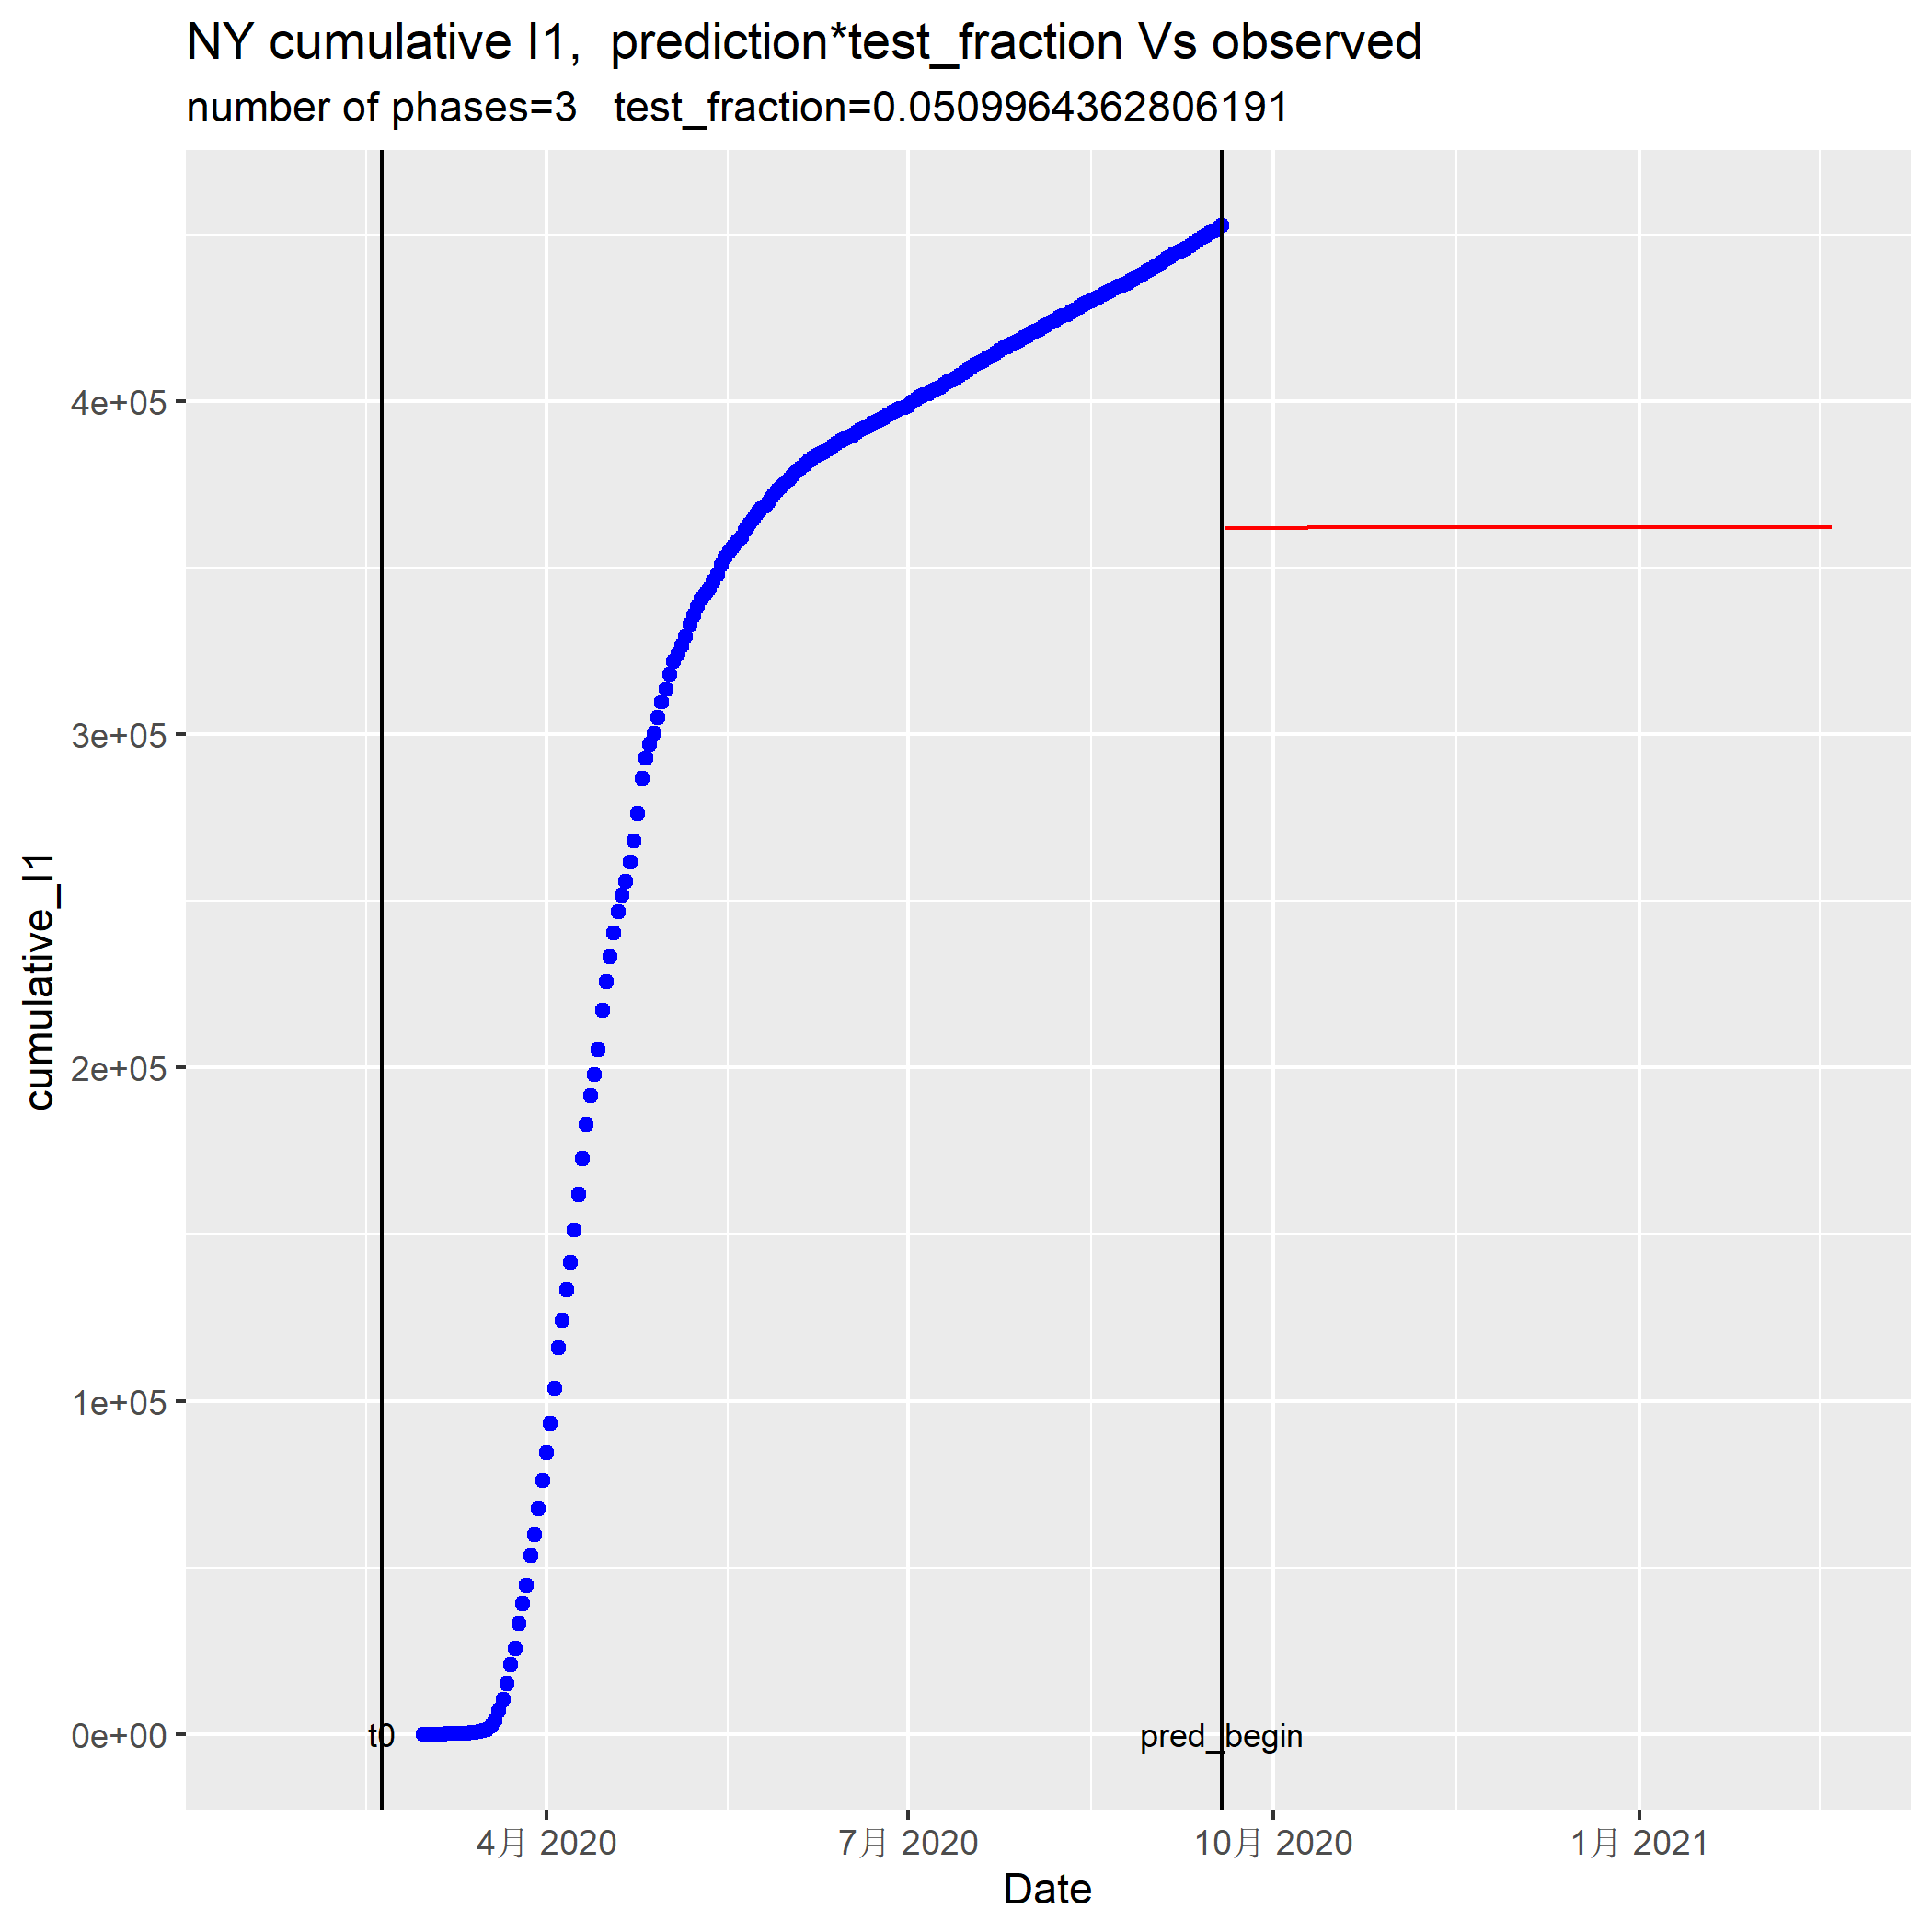 NY cumulative I1,  prediction*test_fraction Vs observed
number of phases=3   test_fraction=0.0509964362806191
cumulative_I1
4e+05
3e+05
2e+05
1e+05
0e+00
t0
pred_begin
4月 2020
7月 2020
10月 2020
1月 2021
Date